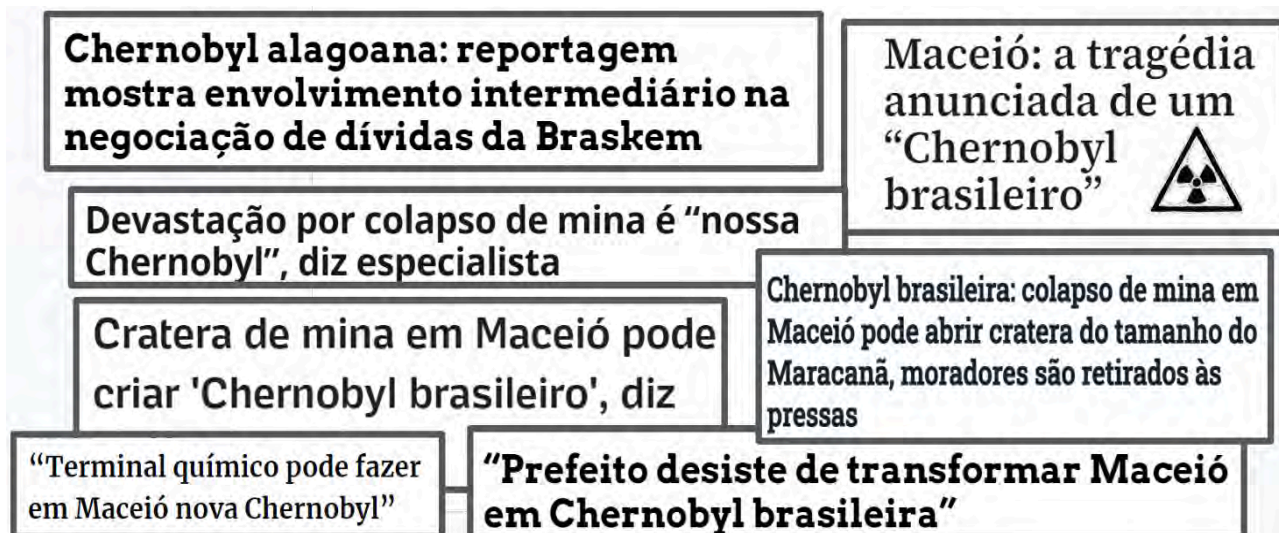 Chernobyl alagoana: reportagem
mostra envolvimento intermediário na
negociação de dívidas da Braskem
Maceió: a tragédia
anunciada de um
“Chernobyl
brasileiro”
Devastação por colapso de mina é “nossa
Chernobyl”, diz especialista
Chernobyl brasileira: colapso de mina em
Maceió pode abrir cratera do tamanho do
Maracanã, moradores são retirados às
pressas
Cratera de mina em Maceió pode
criar 'Chernobyl brasileiro', diz
“Terminal químico pode fazer
em Maceió nova Chernobyl”
“Prefeito desiste de transformar Maceió
em Chernobyl brasileira”